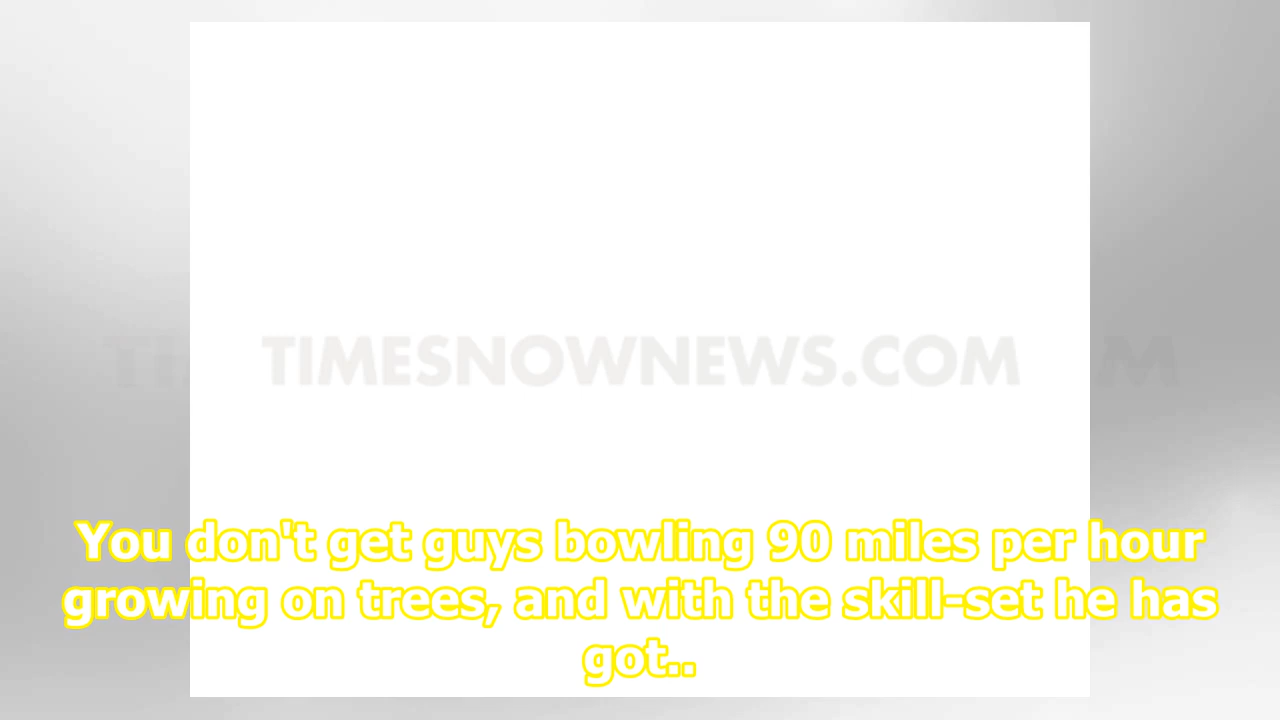 TIMESNOWNEWS.COM
You don't get guys bowling 90 miles per hour
growing on trees, and with the skill-set he has
got..